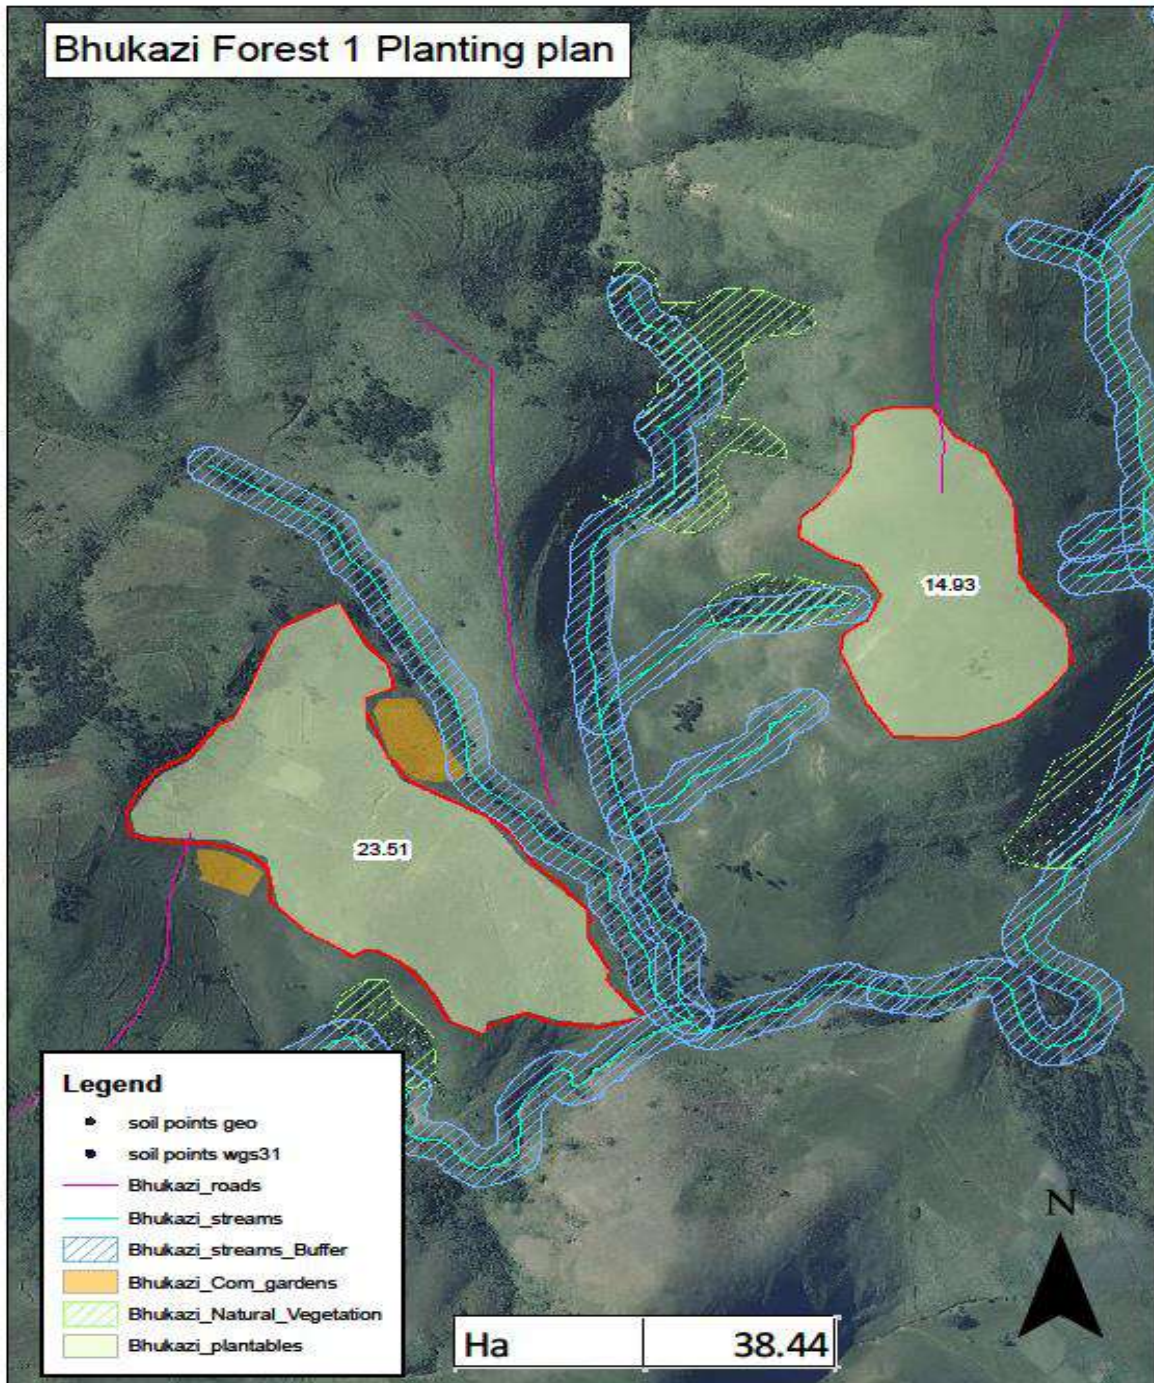 Bhukazi Forest 1 Planting plan
14.93
23.51
Legend
soil points geo
soil points wgs31
Bhukazi_roads
Bhukazi_streams
Bhukazi_streams_Buffer
Bhukazi_Com_gardens
Bhukazi_Natural_Vegetation
Bhukazi_plantables
N
Ha 38.44